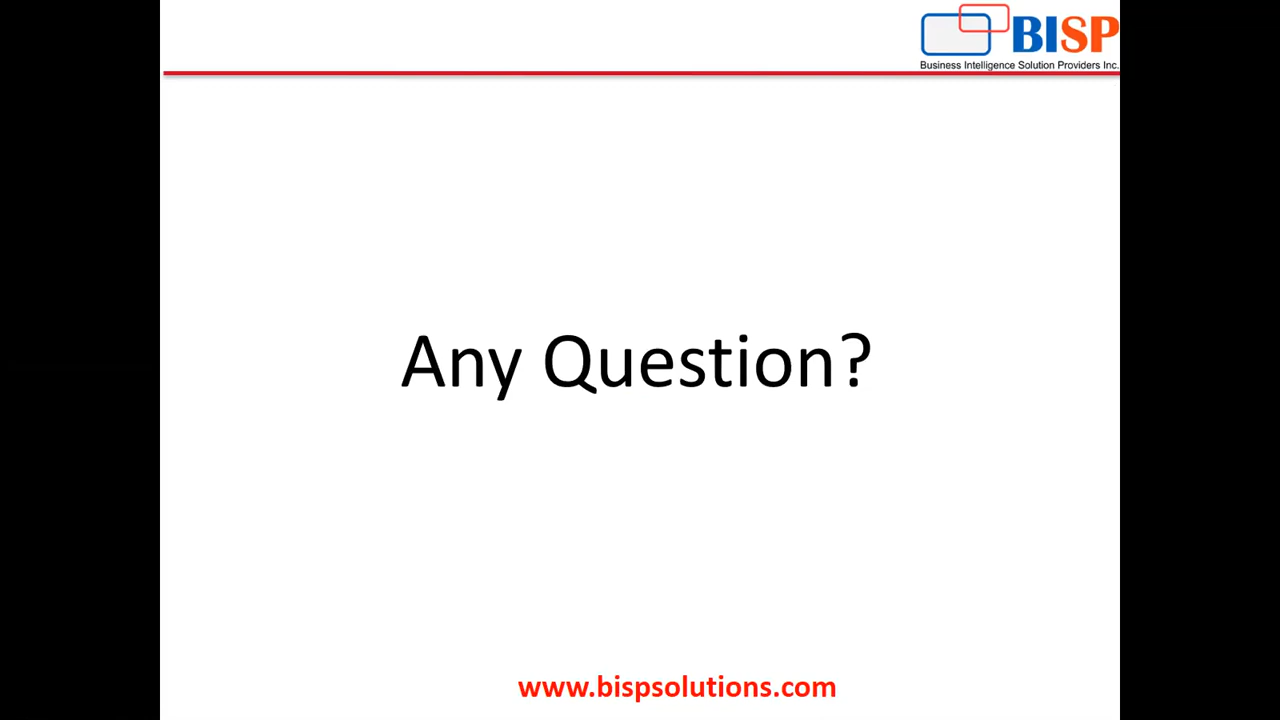 BISP
Business Intelligence Solution Providers Inc.
Any Question?
www.bispsolutions.com